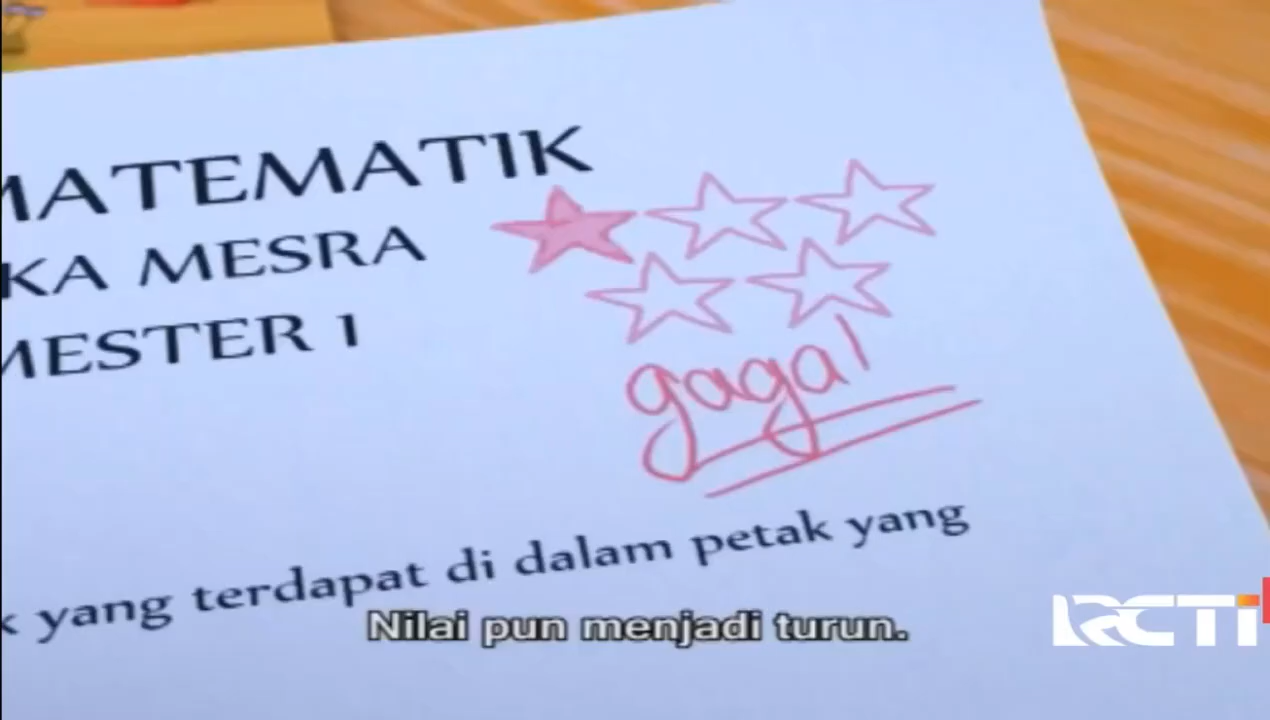 MATEMATIK
KA MESRA
MESTER 1
gagal
k yang terdapat di dalam petak yang
Nilai pun menjadi turun.
RCTI